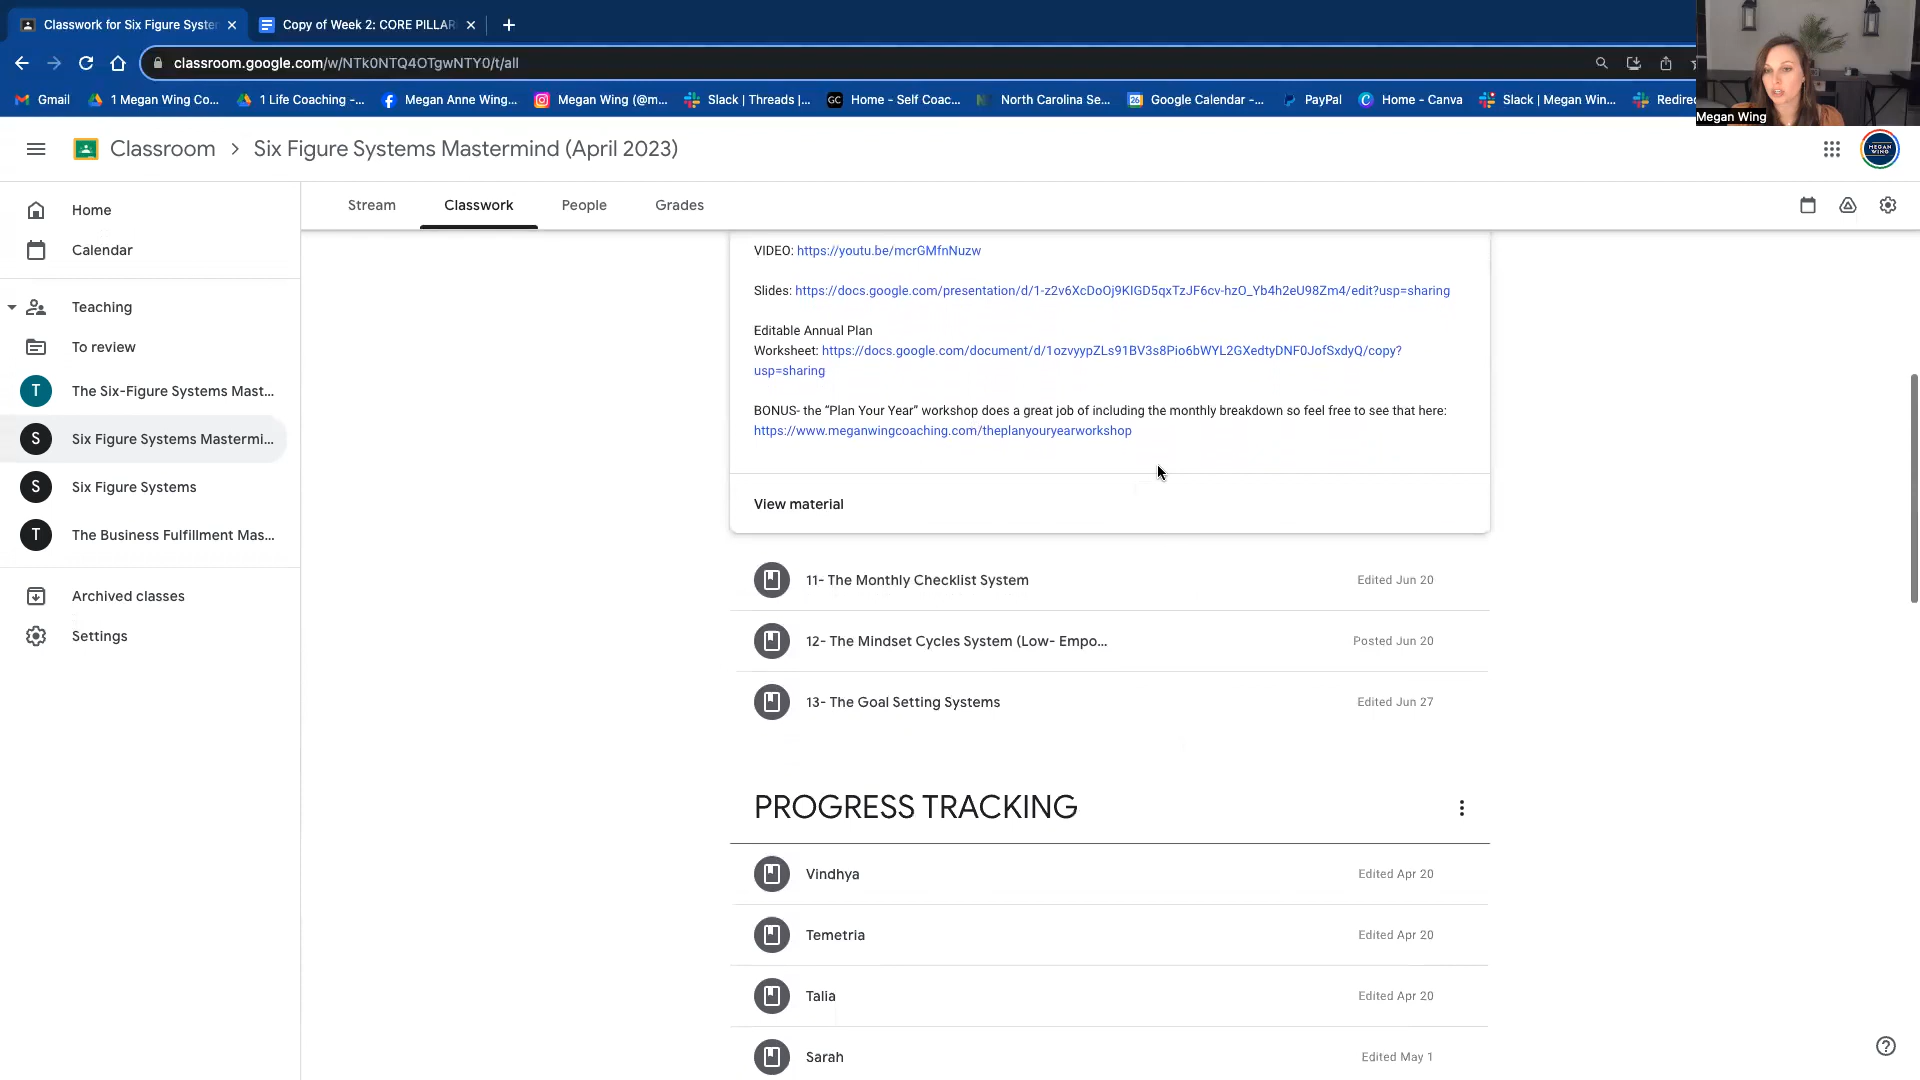 Classwork for Six Figure Syster
Copy of Week 2: CORE PILLAR
classroom.google.com/w/NTk0NTQ4OTgwNTY0/t/all
Gmail
1 Megan Wing Co...
1 Life Coaching -...
Megan Anne Wing...
Megan Wing (@m...
Slack | Threads |...
GC
Home - Self Coac...
North Carolina Se...
Google Calendar -...
PayPal
Home - Canva
Slack | Megan Win...
Redirec
Megan Wing
Classroom
Six Figure Systems Mastermind (April 2023)
MEGAN
WING
Home
Calendar
Teaching
To review
T
The Six-Figure Systems Mast...
S
Six Figure Systems Mastermi...
S
Six Figure Systems
T
The Business Fulfillment Mas...
Archived classes
Settings
Stream
Classwork
People
Grades
VIDEO: https://youtu.be/mcrGMfnNuzw
Slides: https://docs.google.com/presentation/d/1-z2v6XcDoOj9KIGD5qxTzJF6cv-hzO_Yb4h2eU98Zm4/edit?usp=sharing
Editable Annual Plan
Worksheet: https://docs.google.com/document/d/1ozvyypZLs91BV3s8Pio6bWYL2GXedtyDNF0JofSxdyQ/copy?
usp=sharing
BONUS- the “Plan Your Year” workshop does a great job of including the monthly breakdown so feel free to see that here:
https://www.meganwingcoaching.com/theplanyouryearworkshop
View material
11- The Monthly Checklist System
Edited Jun 20
12- The Mindset Cycles System (Low- Empo...
Posted Jun 20
13- The Goal Setting Systems
Edited Jun 27
PROGRESS TRACKING
Vindhya
Edited Apr 20
Temetria
Edited Apr 20
Talia
Edited Apr 20
Sarah
Edited May 1